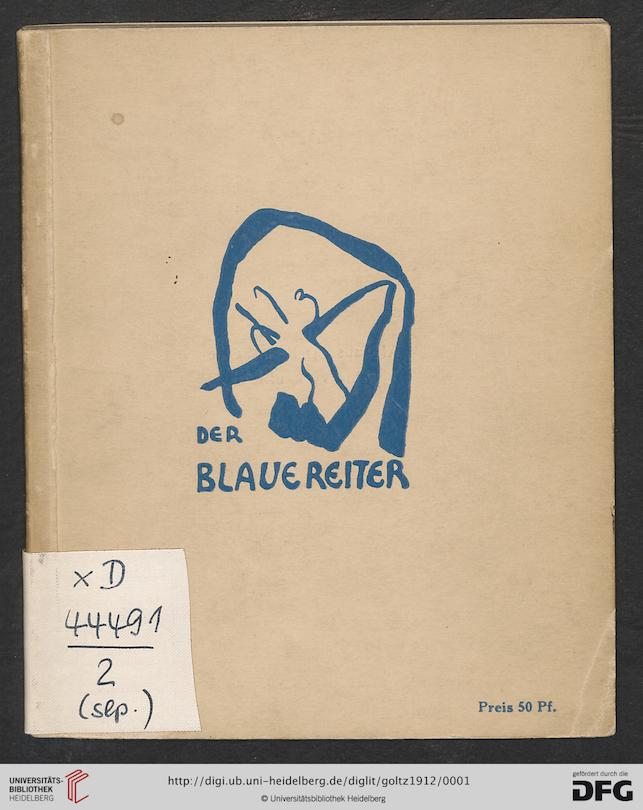 DER
BLAUE REITER
x D
44491
2
(slp.)
Preis 50 Pf.
UNIVERSITÄTS-
BIBLIOTHEK
HEIDELBERG
http://digi.ub.uni-heidelberg.de/diglit/goltz1912/0001
© Universitätsbibliothek Heidelberg
gefördert durch die
DFG